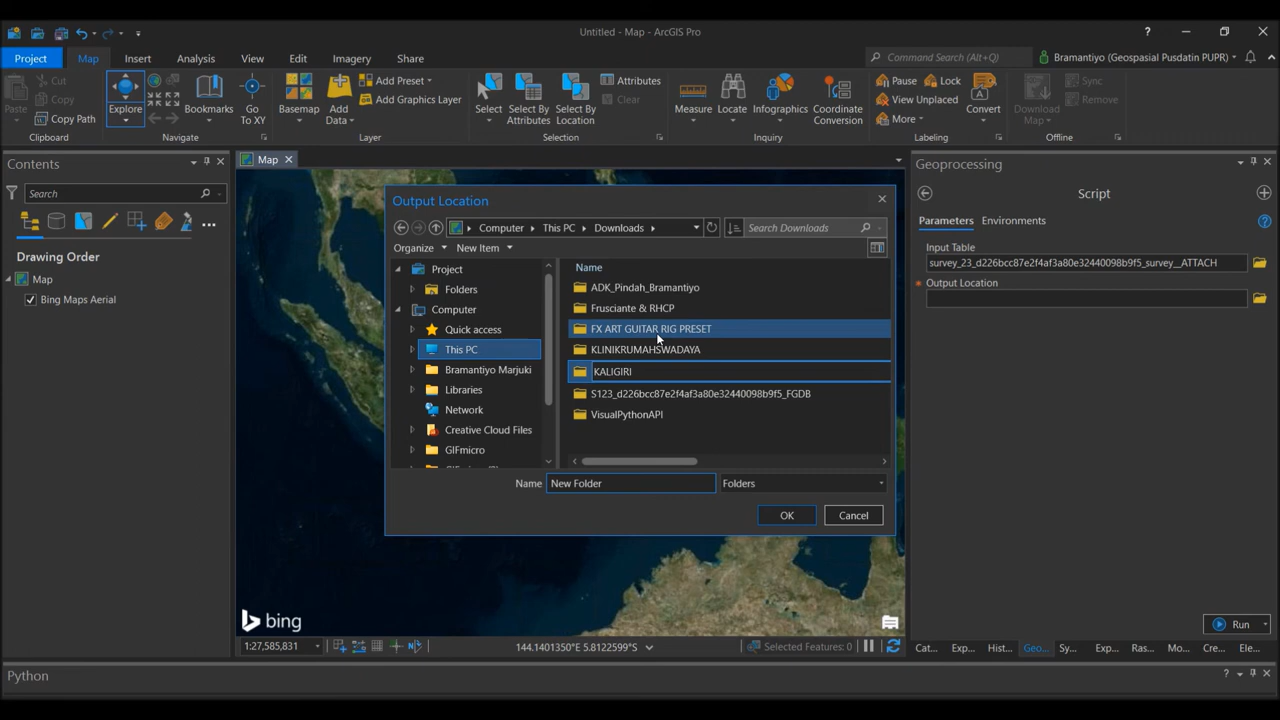 Untitled - Map - ArcGIS Pro
Project Map Insert Analysis View Edit Imagery Share
Command Search (Alt+Q)
Bramantiyo (Geospasial Pusdatin PUPR)
Paste
Cut
Copy
Copy Path
Clipboard
Explore
Bookmarks
Go To XY
Navigate
Basemap
Add Data
Add Preset
Add Graphics Layer
Layer
Select
Select By Attributes
Select By Location
Attributes
Clear
Selection
Measure
Locate
Infographics
Coordinate Conversion
Inquiry
Pause
Lock
View Unplaced
More
Convert
Labeling
Download Map
Sync
Remove
Offline
Contents
Search
Drawing Order
Map
Bing Maps Aerial
Map
Output Location
Computer This PC Downloads
Search Downloads
Organize New Item
Project
Folders
Computer
Quick access
This PC
Bramantiyo Marjuki
Libraries
Network
Creative Cloud Files
GIFmicro
Name
ADK_Pindah_Bramantiyo
Frusciante & RHCP
FX ART GUITAR RIG PRESET
KLINIKRUMAHSWADAYA
KALIGIRI
S123_d226bcc87e2f4af3a80e32440098b9f5_FGDB
VisualPythonAPI
Name New Folder Folders
OK Cancel
bing
1:27,585,831
144.1401350°E 5.8122599°S
Selected Features: 0
Geoprocessing
Script
Parameters Environments
Input Table
survey_23_d226bcc87e2f4af3a80e32440098b9f5_survey__ATTACH
* Output Location
Run
Cat... Exp... Hist... Geo... Sy... Exp... Ras... Mo... Cre... Ele...
Python